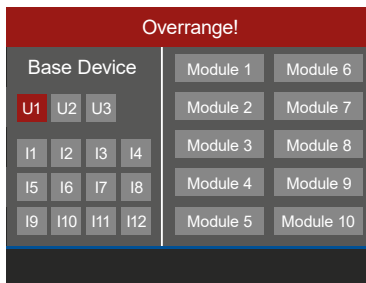 Overrange!
Base Device
U1 U2 U3
I1 I2 I3 I4
I5 I6 I7 I8
I9 I10 I11 I12
Module 1 Module 6
Module 2 Module 7
Module 3 Module 8
Module 4 Module 9
Module 5 Module 10